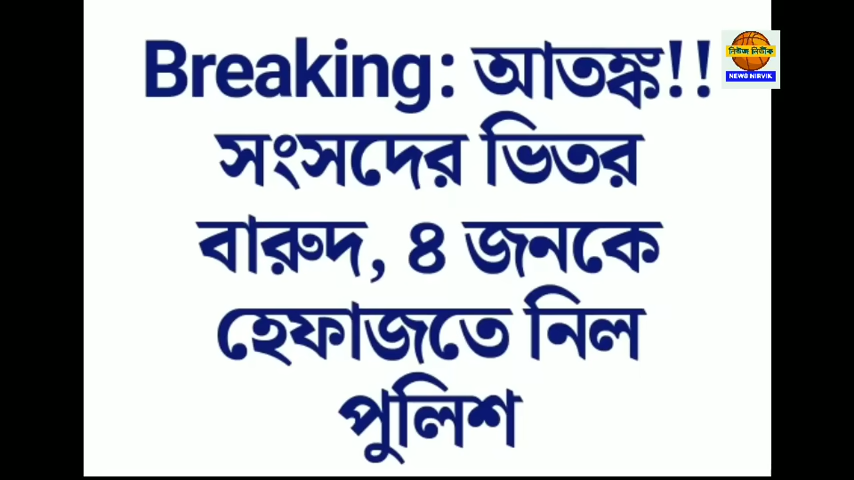 নিউজ নির্ভীক
NEWS NIRVIK
Breaking: আতঙ্ক!!
সংসদের ভিতর
বারুদ, ৪ জনকে
হেফাজতে নিল
পুলিশ